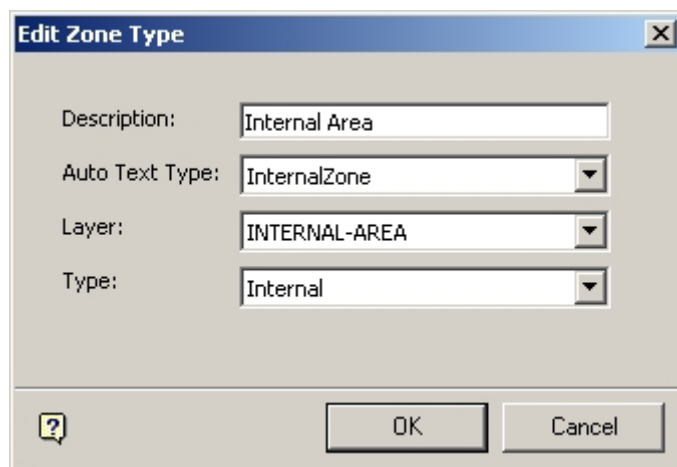 Edit Zone Type
Description: Internal Area
Auto Text Type: InternalZone
Layer: INTERNAL-AREA
Type: Internal
? OK Cancel